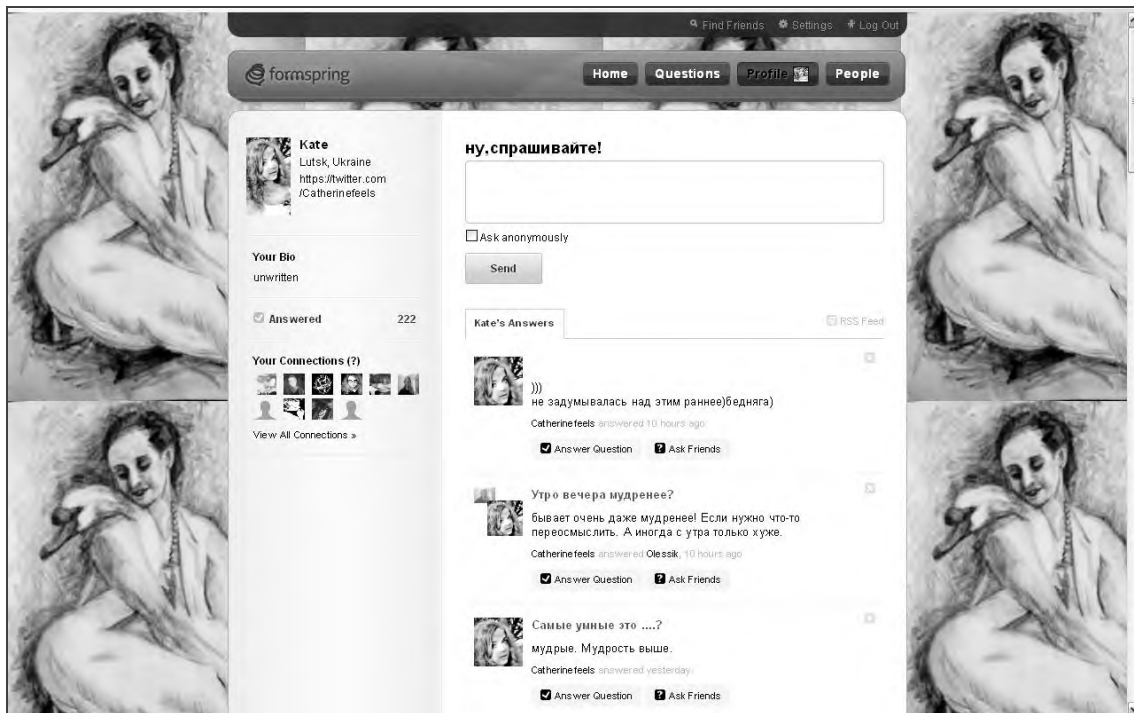 Find Friends Settings Log Out
formspring
Home Questions Profile People
Kate
Lutsk, Ukraine
https://twitter.com
/Catherinefeels
Your Bio
unwritten
Answered 222
Your Connections (?)
View All Connections »
ну,спрашивайте!
Ask anonymously
Send
Kate's Answers RSS Feed
)))
не задумывалась над этим раннее)бедняга)
Catherinefeels answered 10 hours ago
Answer Question Ask Friends
Утро вечера мудренее?
бывает очень даже мудренее! Если нужно что-то
переосмыслить. А иногда с утра только хуже.
Catherinefeels answered Olessik, 10 hours ago
Answer Question Ask Friends
Самые умные это ....?
мудрые. Мудрость выше.
Catherinefeels answered yesterday
Answer Question Ask Friends